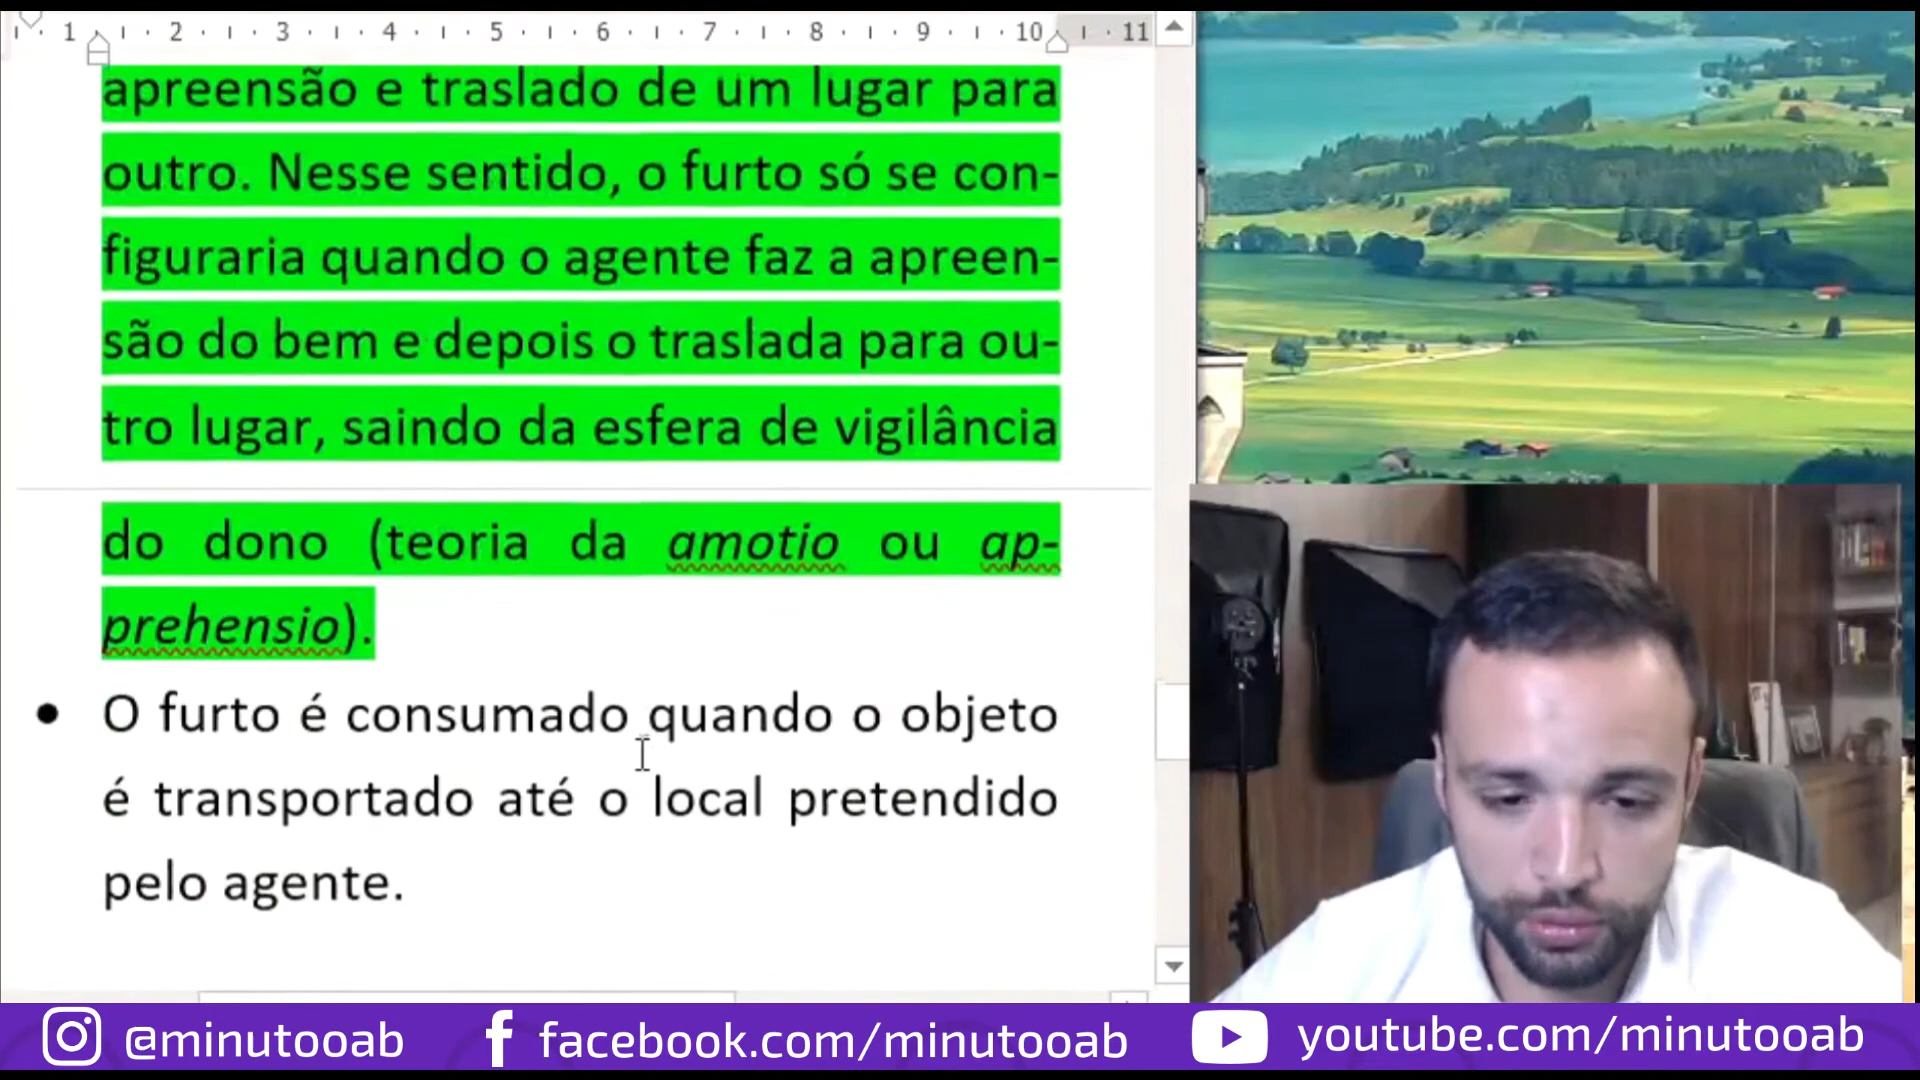 1 2 3 4 5 6 7 8 9 10 11
apreensão e traslado de um lugar para
outro. Nesse sentido, o furto só se con-
figuraria quando o agente faz a apreen-
são do bem e depois o traslada para ou-
tro lugar, saindo da esfera de vigilância
do dono (teoria da amotio ou ap-
prehensio).
• O furto é consumado quando o objeto
é transportado até o local pretendido
pelo agente.
@minutooab facebook.com/minutooab youtube.com/minutooab